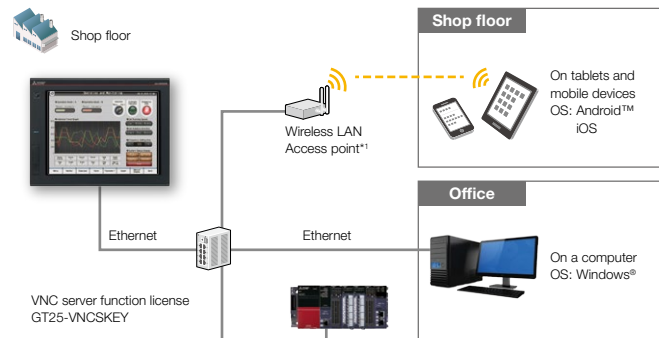 Shop floor
Shop floor
On tablets and
mobile devices
OS: Android™
iOS
Wireless LAN
Access point*1
Office
Ethernet
Ethernet
On a computer
OS: Windows®
VNC server function license
GT25-VNCSKEY